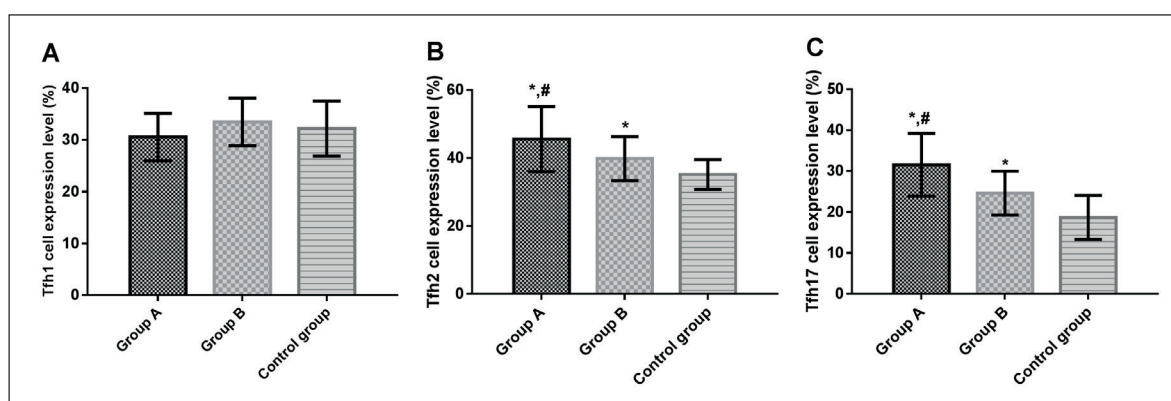 A
Tfh1 cell expression level (%)
40
30
20
10
0
Group A
Group B
Control group
B
Tfh2 cell expression level (%)
60
40
20
0
*,#
*
Group A
Group B
Control group
C
Tfh17 cell expression level (%)
50
40
30
20
10
0
*,#
*
Group A
Group B
Control group